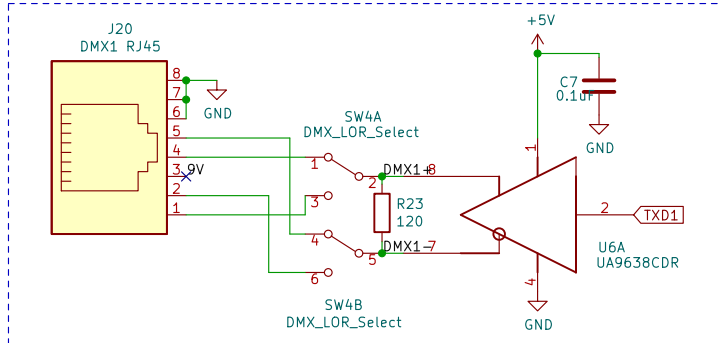 J20
DMX1 RJ45
8
7
6
5
4
3
9V
2
1
GND
SW4A
DMX_LOR_Select
1
2
3
4
5
6
SW4B
DMX_LOR_Select
DMX1+
8
R23
120
DMX1-
7
+5V
C7
0.1uF
GND
1
2
TXD1
U6A
UA9638CDR
4
GND